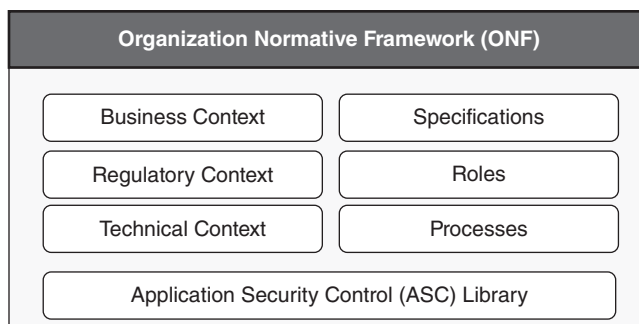 Organization Normative Framework (ONF)
Business Context
Specifications
Regulatory Context
Roles
Technical Context
Processes
Application Security Control (ASC) Library